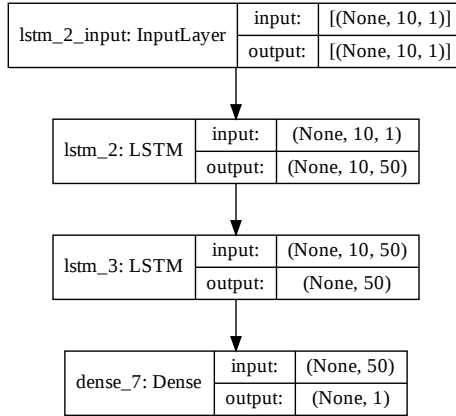 lstm_2_input: InputLayer
input: [(None, 10, 1)]
output: [(None, 10, 1)]
lstm_2: LSTM
input: (None, 10, 1)
output: (None, 10, 50)
lstm_3: LSTM
input: (None, 10, 50)
output: (None, 50)
dense_7: Dense
input: (None, 50)
output: (None, 1)